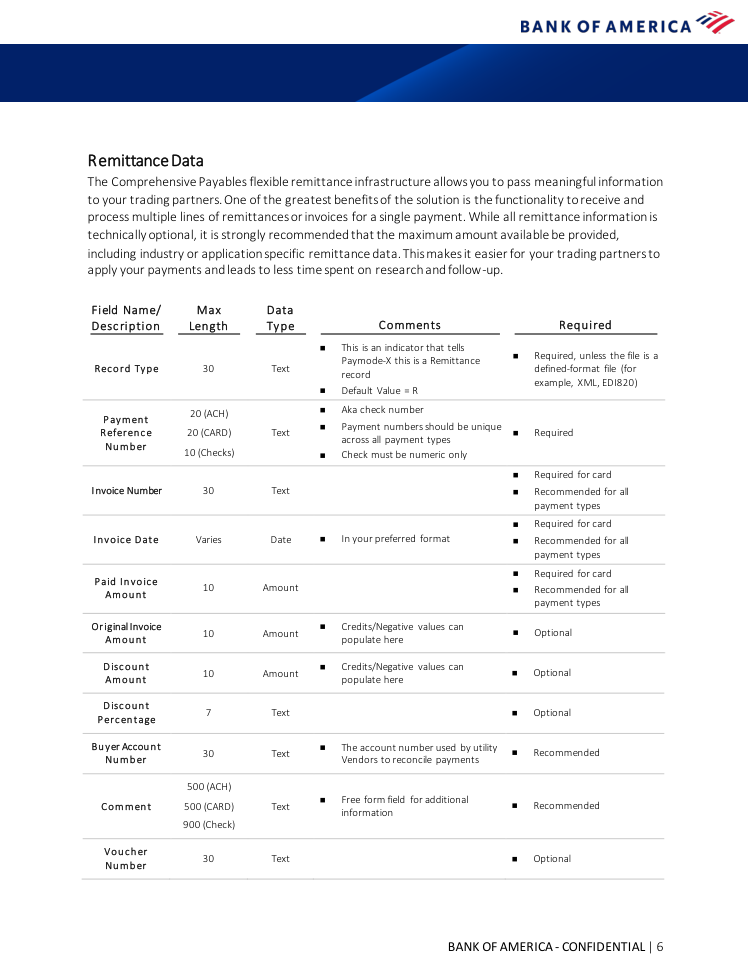 BANK OF AMERICA
Remittance Data
The Comprehensive Payables flexible remittance infrastructure allows you to pass meaningful information
to your trading partners. One of the greatest benefits of the solution is the functionality to receive and
process multiple lines of remittances or invoices for a single payment. While all remittance information is
technically optional, it is strongly recommended that the maximum amount available be provided,
including industry or application specific remittance data. This makes it easier for your trading partners to
apply your payments and leads to less time spent on research and follow-up.
Field Name/ Max Data
Description Length Type Comments Required
■ This is an indicator that tells
Paymode-X this is a Remittance
record
■ Default Value = R
Record Type 30 Text
■ Required, unless the file is a
defined-format file (for
example, XML, EDI820)
Payment
Reference
Number
20 (ACH)
20 (CARD)
10 (Checks)
Text
■ Aka check number
■ Payment numbers should be unique
across all payment types
■ Check must be numeric only
■ Required
Invoice Number 30 Text
■ Required for card
■ Recommended for all
payment types
Invoice Date Varies Date ■ In your preferred format
■ Required for card
■ Recommended for all
payment types
Paid Invoice
Amount
10 Amount
■ Required for card
■ Recommended for all
payment types
Original Invoice
Amount
10 Amount
■ Credits/Negative values can
populate here
■ Optional
Discount
Amount
10 Amount
■ Credits/Negative values can
populate here
■ Optional
Discount
Percentage
7 Text
■ Optional
Buyer Account
Number
30 Text
■ The account number used by utility
Vendors to reconcile payments
■ Recommended
Comment
500 (ACH)
500 (CARD)
900 (Check)
Text
■ Free form field for additional
information
■ Recommended
Voucher
Number
30 Text
■ Optional
BANK OF AMERICA - CONFIDENTIAL | 6